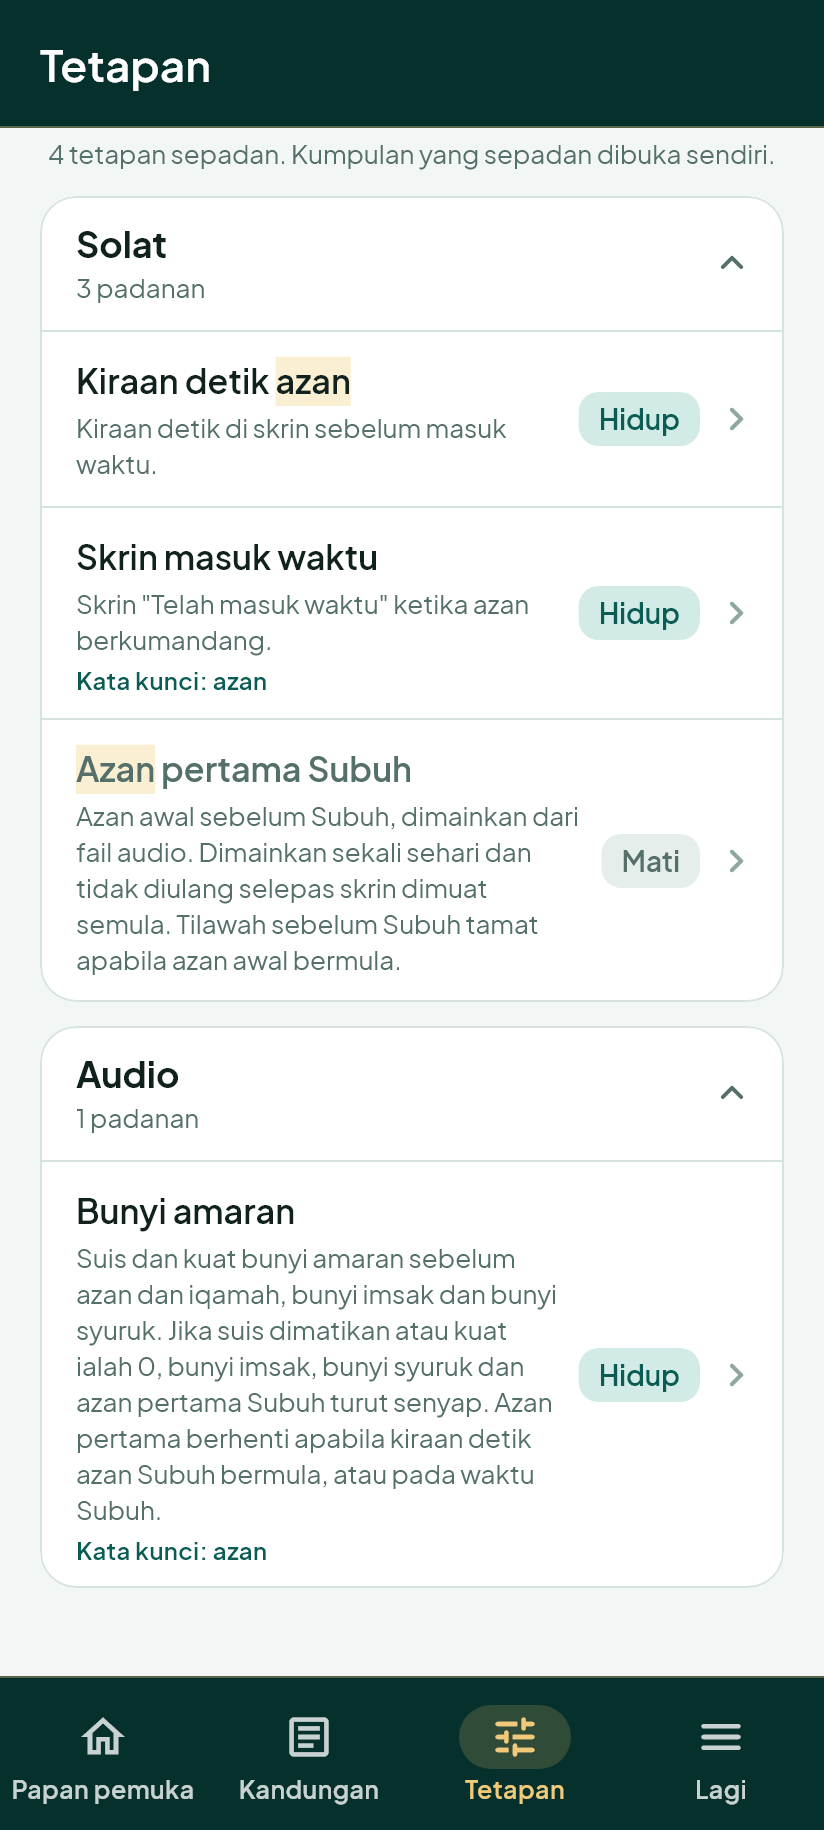 Tetapan
4 tetapan sepadan. Kumpulan yang sepadan dibuka sendiri.
Solat
3 padanan
Kiraan detik azan
Kiraan detik di skrin sebelum masuk
waktu.
Hidup
Skrin masuk waktu
Skrin "Telah masuk waktu" ketika azan
berkumandang.
Kata kunci: azan
Hidup
Azan pertama Subuh
Azan awal sebelum Subuh, dimainkan dari
fail audio. Dimainkan sekali sehari dan
tidak diulang selepas skrin dimuat
semula. Tilawah sebelum Subuh tamat
apabila azan awal bermula.
Mati
Audio
1 padanan
Bunyi amaran
Suis dan kuat bunyi amaran sebelum
azan dan iqamah, bunyi imsak dan bunyi
syuruk. Jika suis dimatikan atau kuat
ialah 0, bunyi imsak, bunyi syuruk dan
azan pertama Subuh turut senyap. Azan
pertama berhenti apabila kiraan detik
azan Subuh bermula, atau pada waktu
Subuh.
Kata kunci: azan
Hidup
Papan pemuka
Kandungan
Tetapan
Lagi